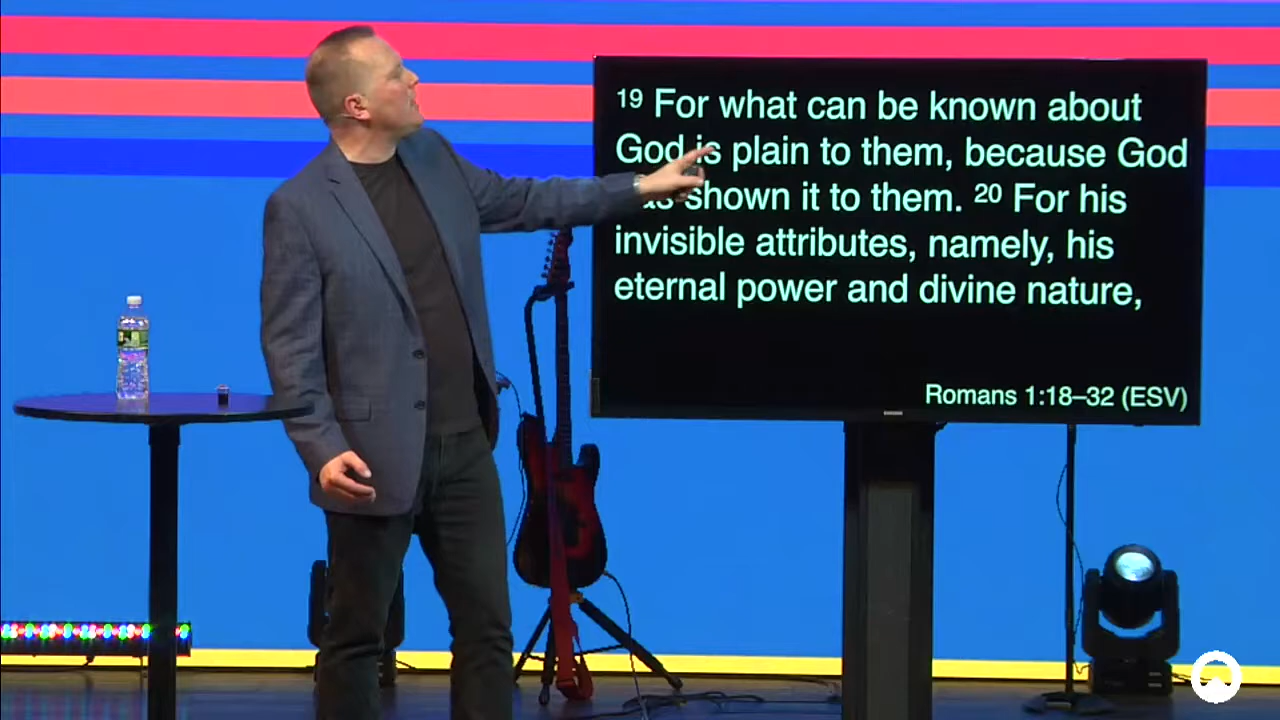 19 For what can be known about
God is plain to them, because God
as shown it to them. 20 For his
invisible attributes, namely, his
eternal power and divine nature,
Romans 1:18–32 (ESV)